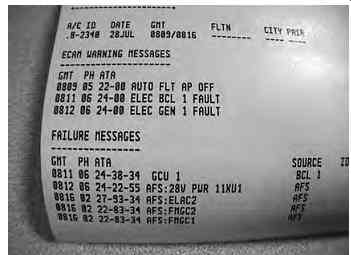 A/C ID DATE GMT FLTN CITY PAIR
.B-2340 28JUL 0809/0816
ECAM WARNING MESSAGES
GMT PH ATA
0809 05 22-00 AUTO FLT AP OFF
0811 06 24-00 ELEC BCL 1 FAULT
0812 06 24-00 ELEC GEN 1 FAULT
FAILURE MESSAGES
GMT PH ATA SOURCE
0811 06 24-38-34 GCU 1 BCL 1
0812 06 24-22-55 AFS:28V PWR 11XU1 AFS
0816 02 27-93-34 AFS:ELAC2 AFS
0816 02 22-83-34 AFS:FMGC2 AFS
0816 02 22-83-34 AFS:FMGC1 AFS